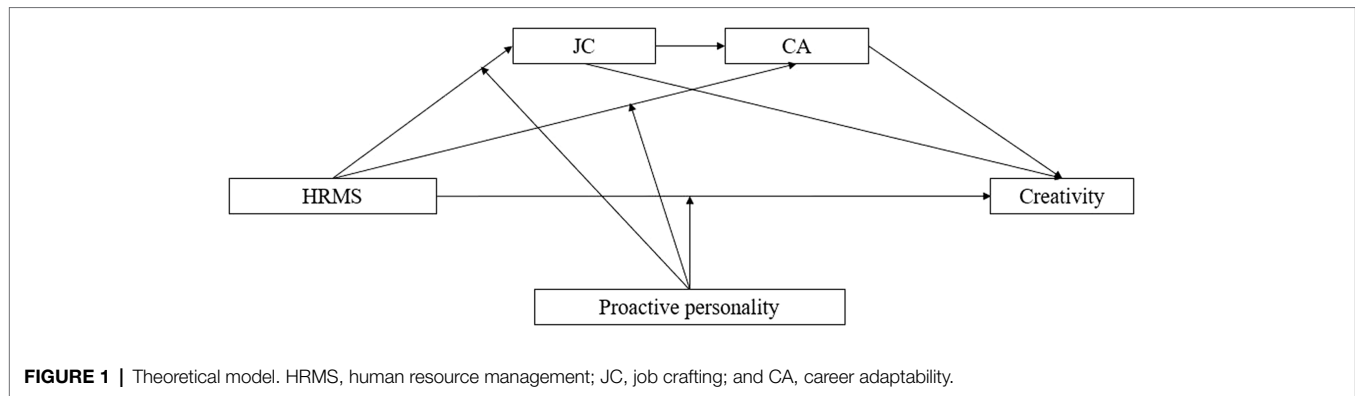 JC
CA
HRMS
Creativity
Proactive personality
FIGURE 1 | Theoretical model. HRMS, human resource management; JC, job crafting; and CA, career adaptability.